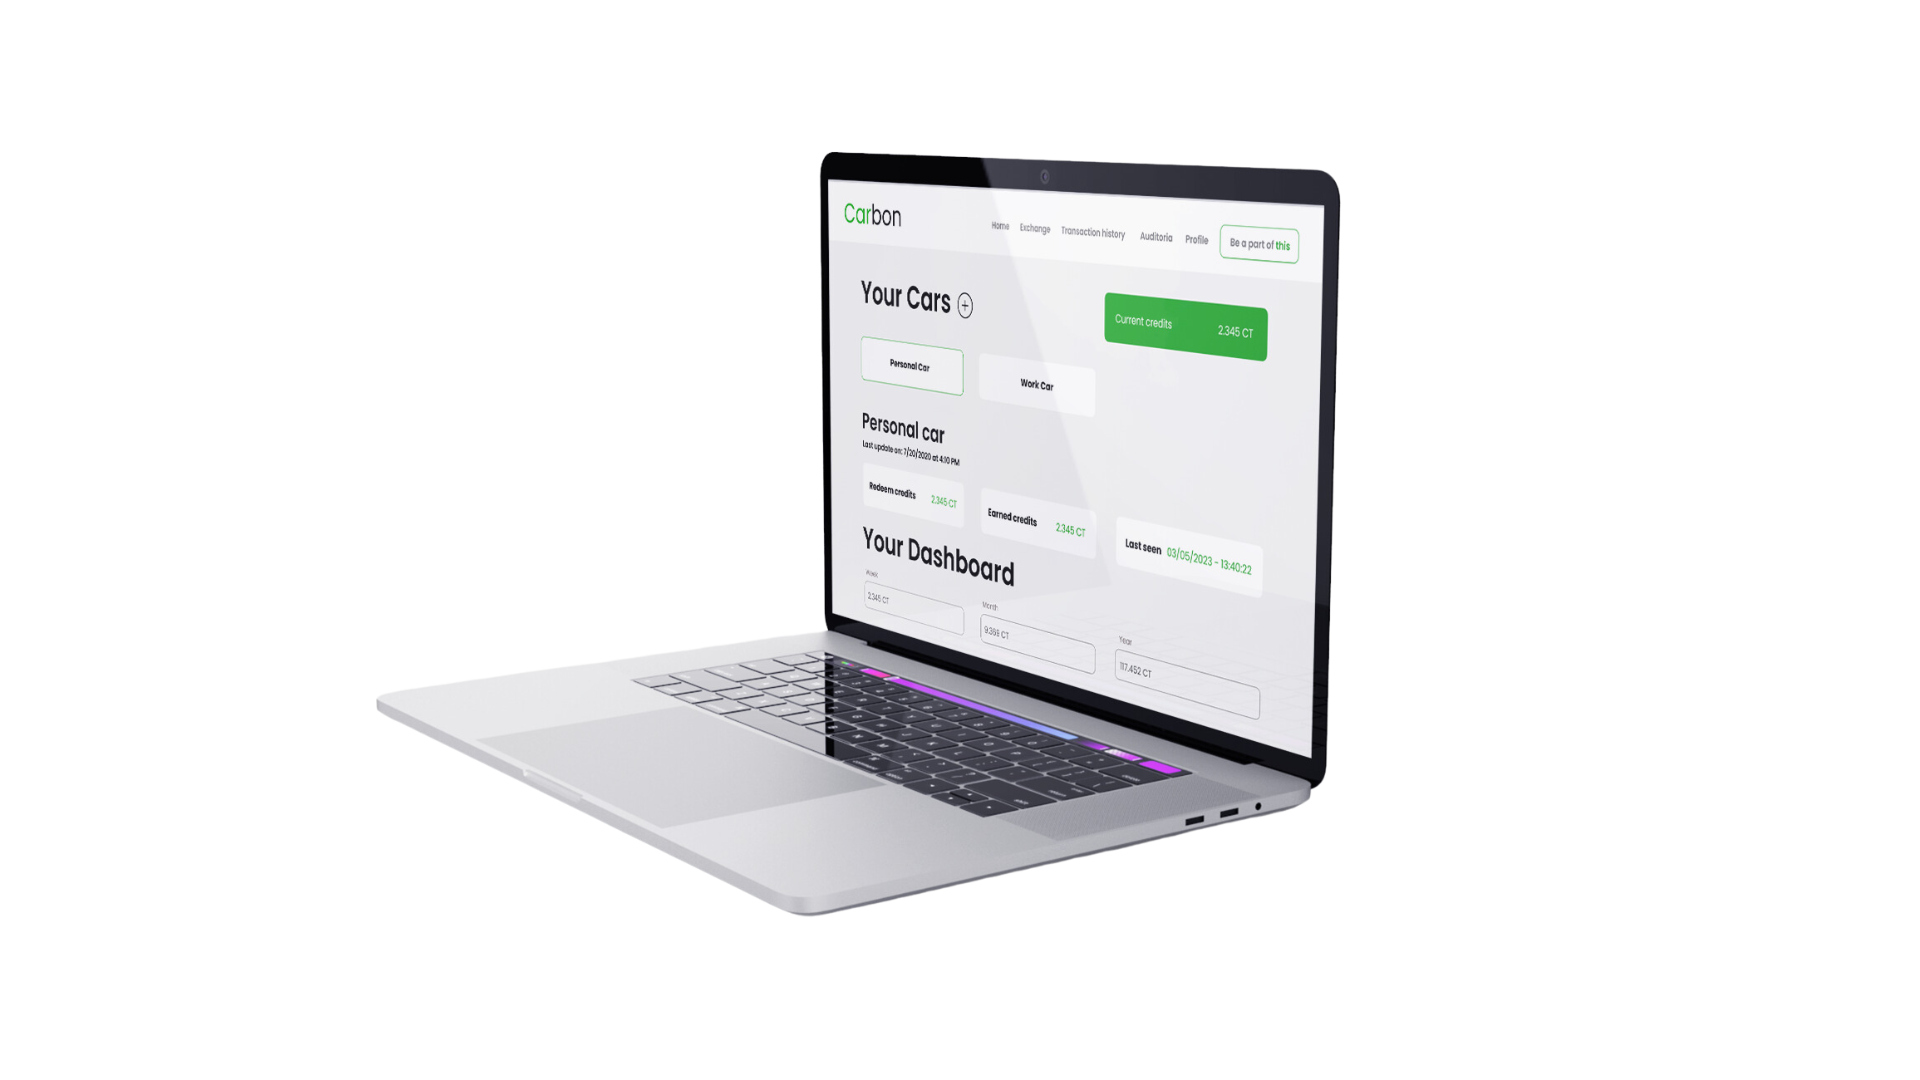 Carbon
Home Exchange Transaction history Auditoria Profile Be a part of this
Your Cars
Current credits 2.345 CT
Personal Car Work Car
Personal car
Last update on: 7/20/2020 at 4:10 PM
Redeem credits 2.345 CT
Earned credits 2.345 CT
Last seen 03/05/2023 - 13:40:22
Your Dashboard
Week
2.345 CT
Month
9.369 CT
Year
117.452 CT